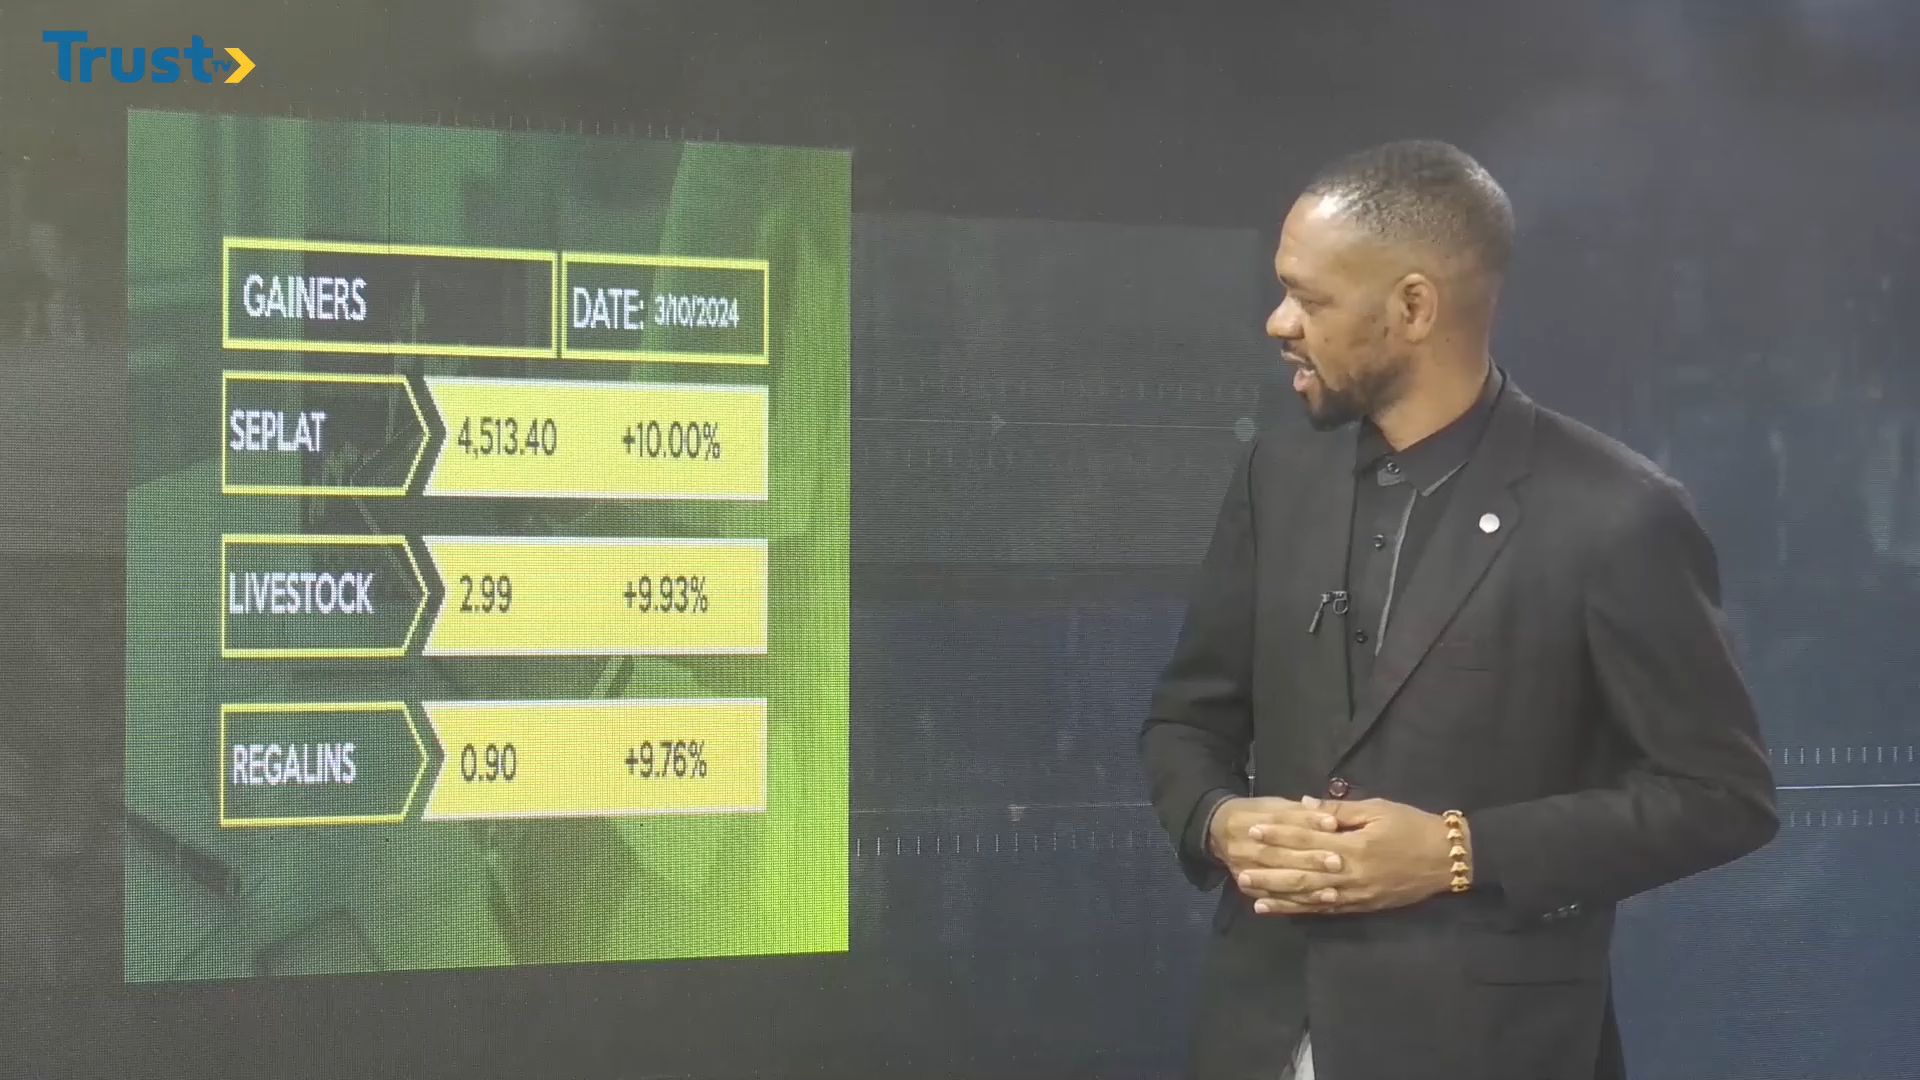 Trust TV
GAINERS
DATE: 3/10/2024
SEPLAT 4,513.40 +10.00%
LIVESTOCK 2.99 +9.93%
REGALINS 0.90 +9.76%